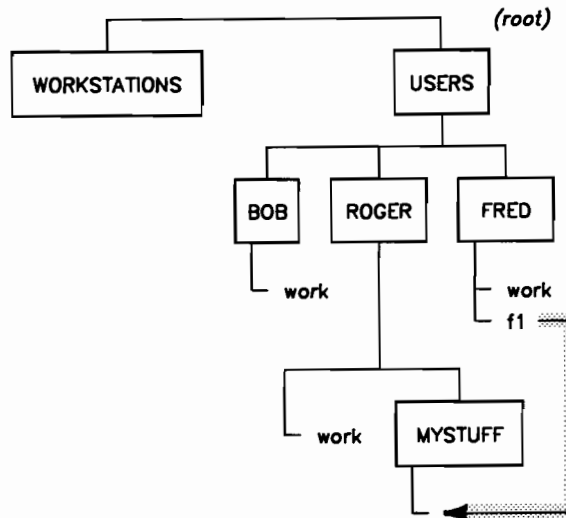 (root)
WORKSTATIONS
USERS
BOB
ROGER
FRED
work
work
f1
work
MYSTUFF